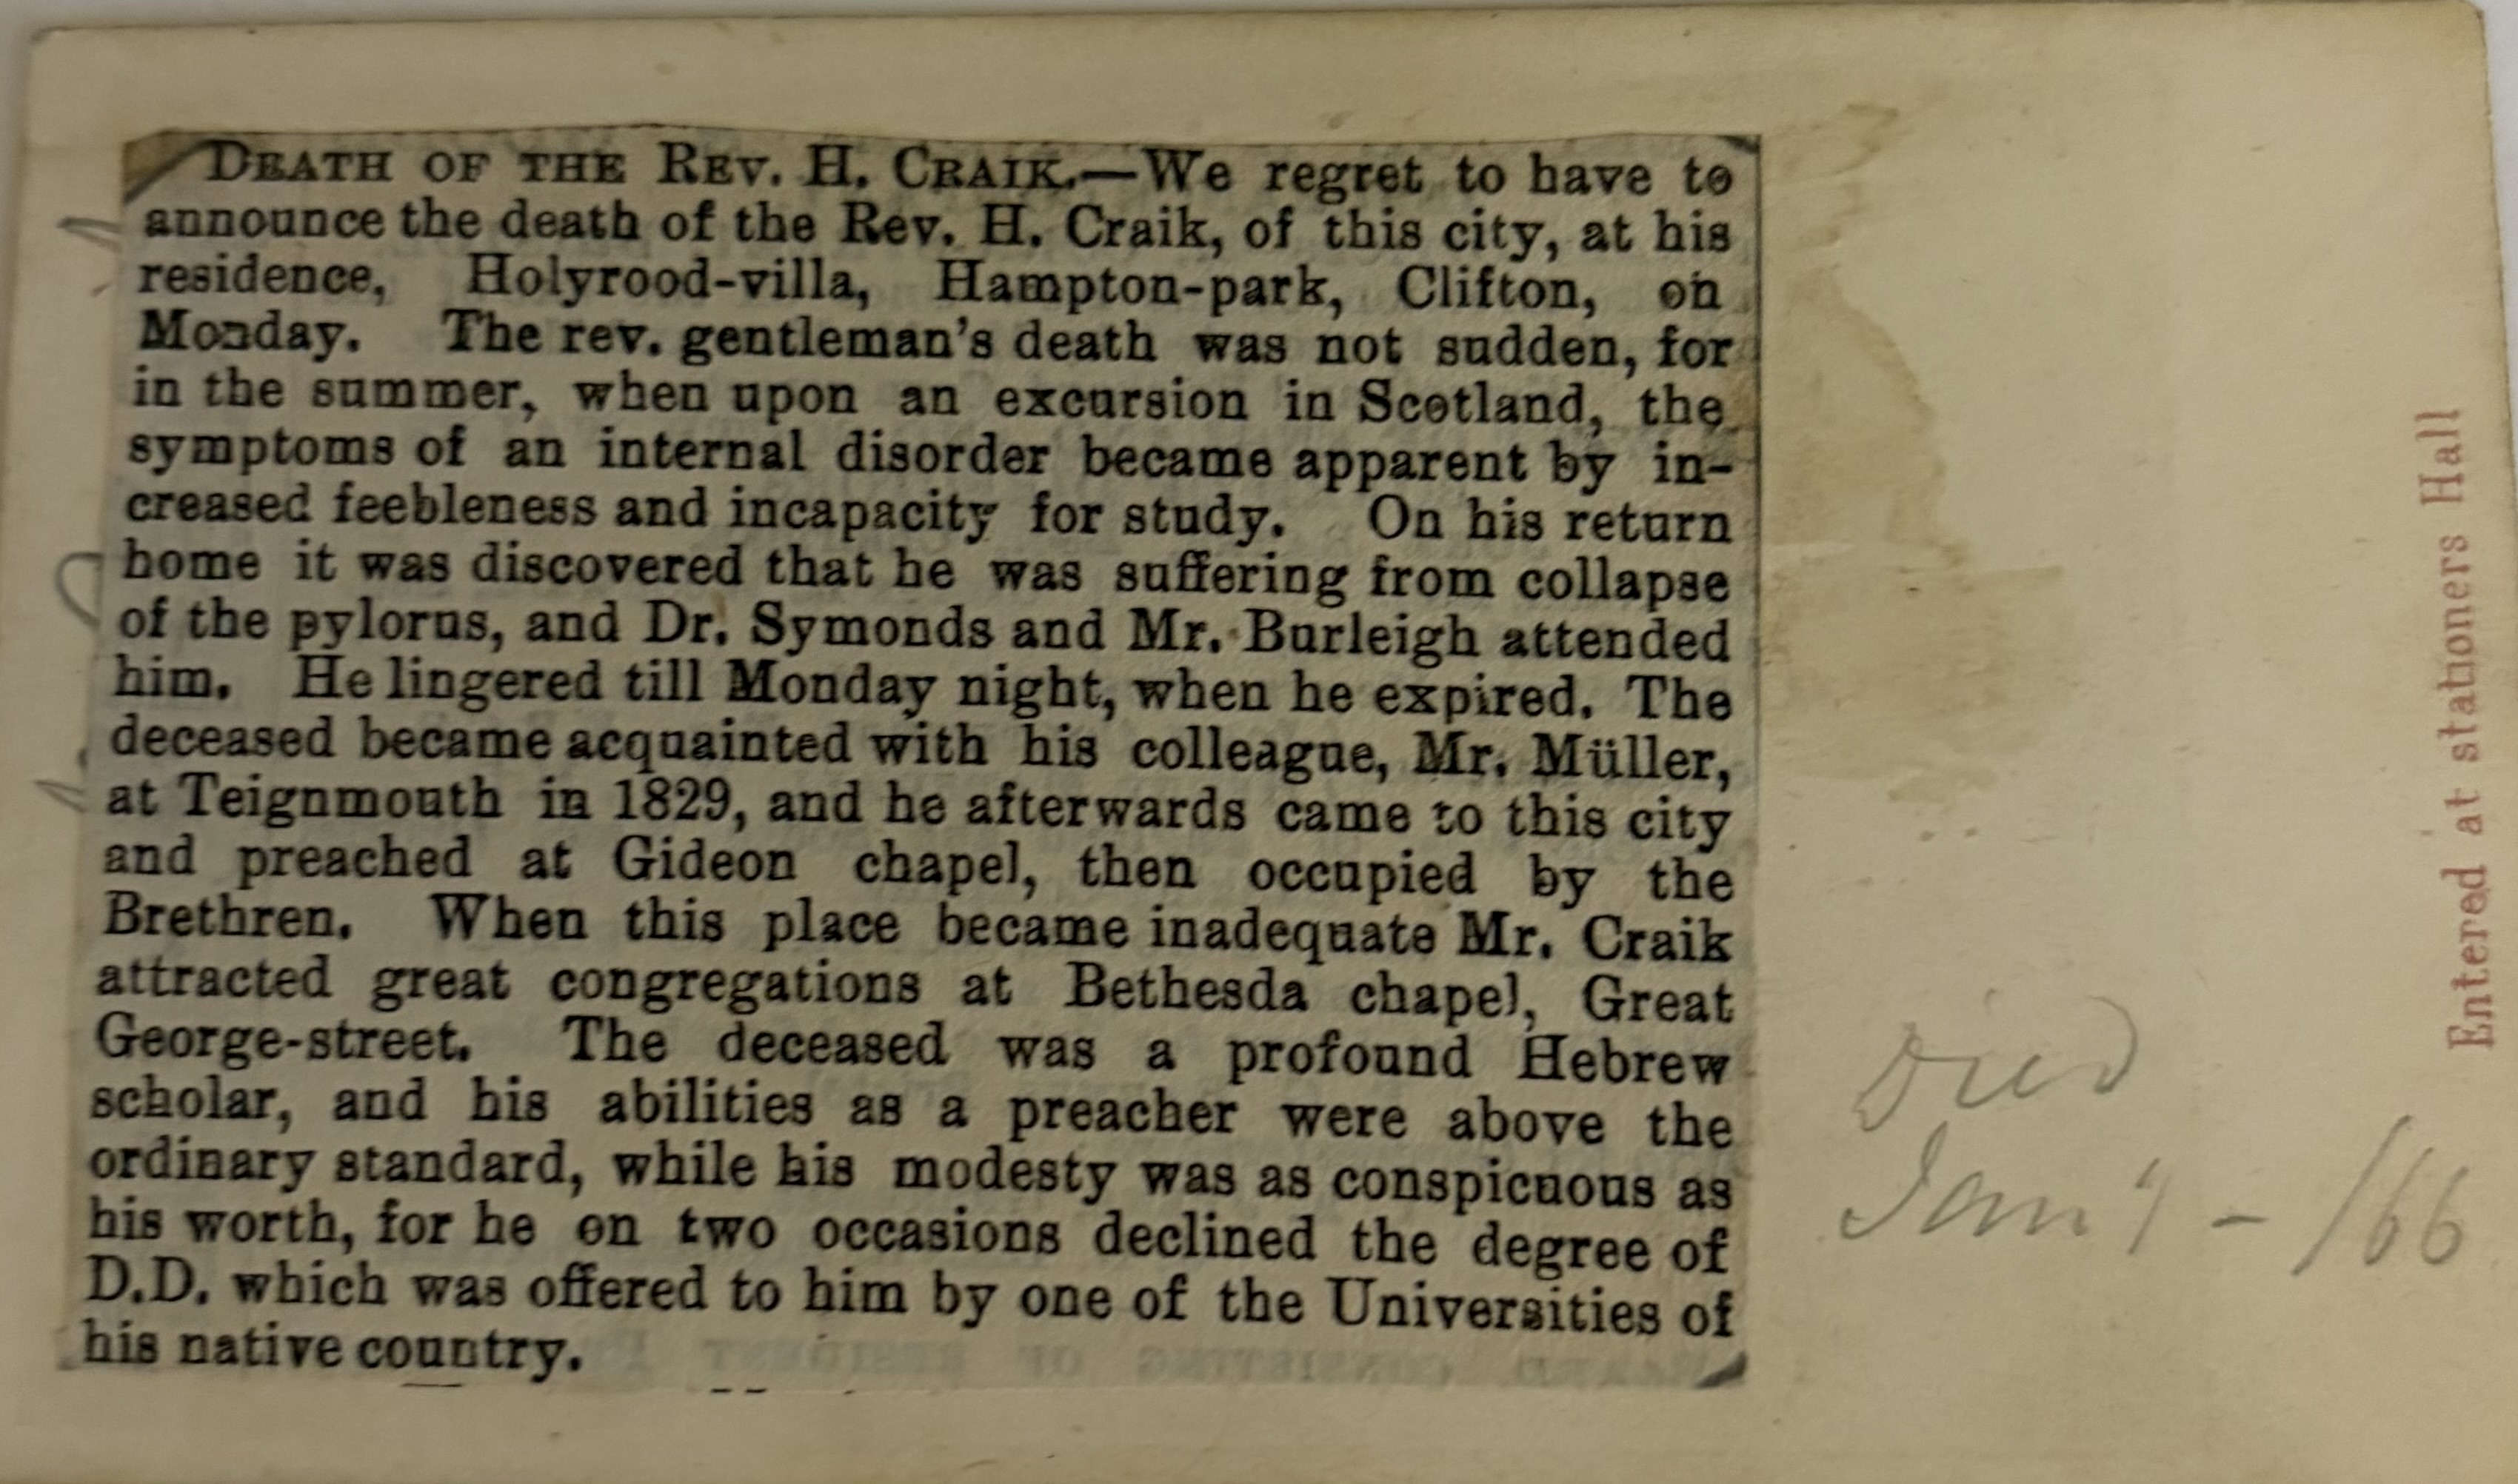 DEATH OF THE REV. H. CRAIK.—We regret to have to
announce the death of the Rev. H. Craik, of this city, at his
residence, Holyrood-villa, Hampton-park, Clifton, on
Monday. The rev. gentleman's death was not sudden, for
in the summer, when upon an excursion in Scotland, the
symptoms of an internal disorder became apparent by in-
creased feebleness and incapacity for study. On his return
home it was discovered that he was suffering from collapse
of the pylorus, and Dr. Symonds and Mr. Burleigh attended
him. He lingered till Monday night, when he expired. The
deceased became acquainted with his colleague, Mr. Müller,
at Teignmouth in 1829, and he afterwards came to this city
and preached at Gideon chapel, then occupied by the
Brethren. When this place became inadequate Mr. Craik
attracted great congregations at Bethesda chapel, Great
George-street. The deceased was a profound Hebrew
scholar, and his abilities as a preacher were above the
ordinary standard, while his modesty was as conspicuous as
his worth, for he on two occasions declined the degree of
D.D. which was offered to him by one of the Universities of
his native country.
Died
Jan - /66
Entered at stationers Hall